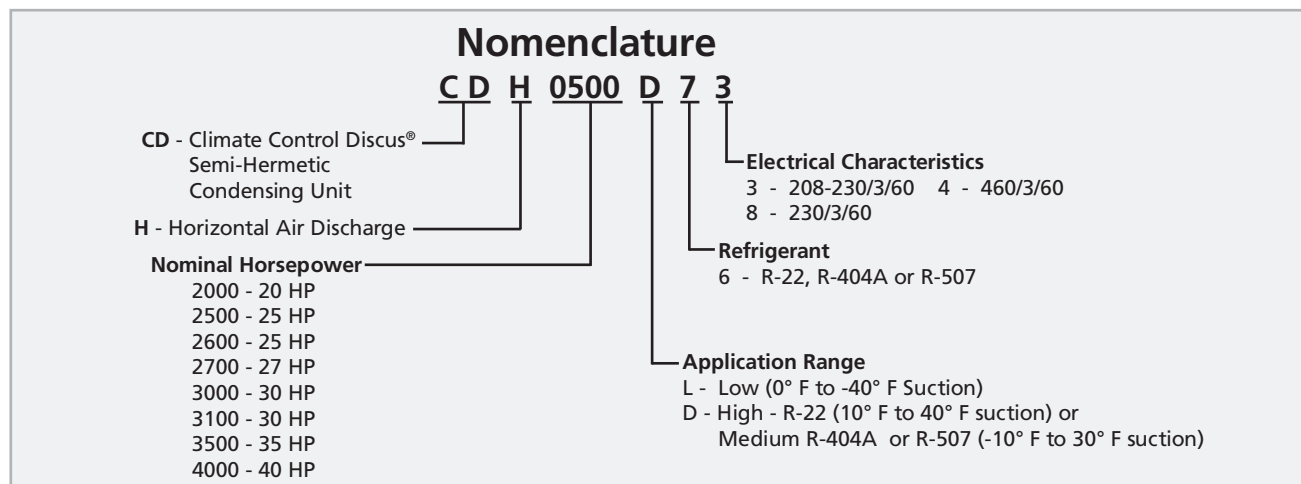 Nomenclature
C D H 0500 D 7 3
CD - Climate Control Discus®
Semi-Hermetic
Condensing Unit
H - Horizontal Air Discharge
Nominal Horsepower
2000 - 20 HP
2500 - 25 HP
2600 - 25 HP
2700 - 27 HP
3000 - 30 HP
3100 - 30 HP
3500 - 35 HP
4000 - 40 HP
Electrical Characteristics
3 - 208-230/3/60 4 - 460/3/60
8 - 230/3/60
Refrigerant
6 - R-22, R-404A or R-507
Application Range
L - Low (0° F to -40° F Suction)
D - High - R-22 (10° F to 40° F suction) or
Medium R-404A or R-507 (-10° F to 30° F suction)